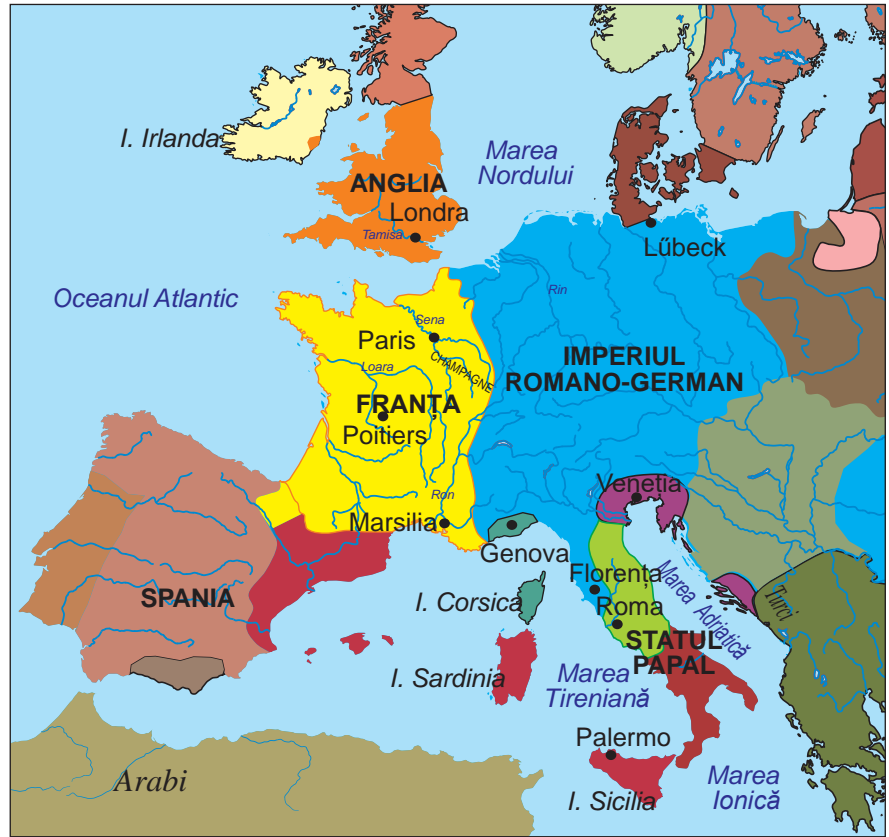 I. Irlanda
Marea
Nordului
ANGLIA
Londra
Tamisa
Lűbeck
Oceanul Atlantic
Rin
Sena
Paris
CHAMPAGNE
Loara
IMPERIUL
ROMANO-GERMAN
FRANȚA
Poitiers
Ron
Marsilia
Veneția
Genova
Florența
I. Corsica
Marea Adriatică
Turci
SPANIA
Roma
STATUL
PAPAL
I. Sardinia
Marea
Tireniană
Palermo
Arabi
I. Sicilia
Marea
Ionică